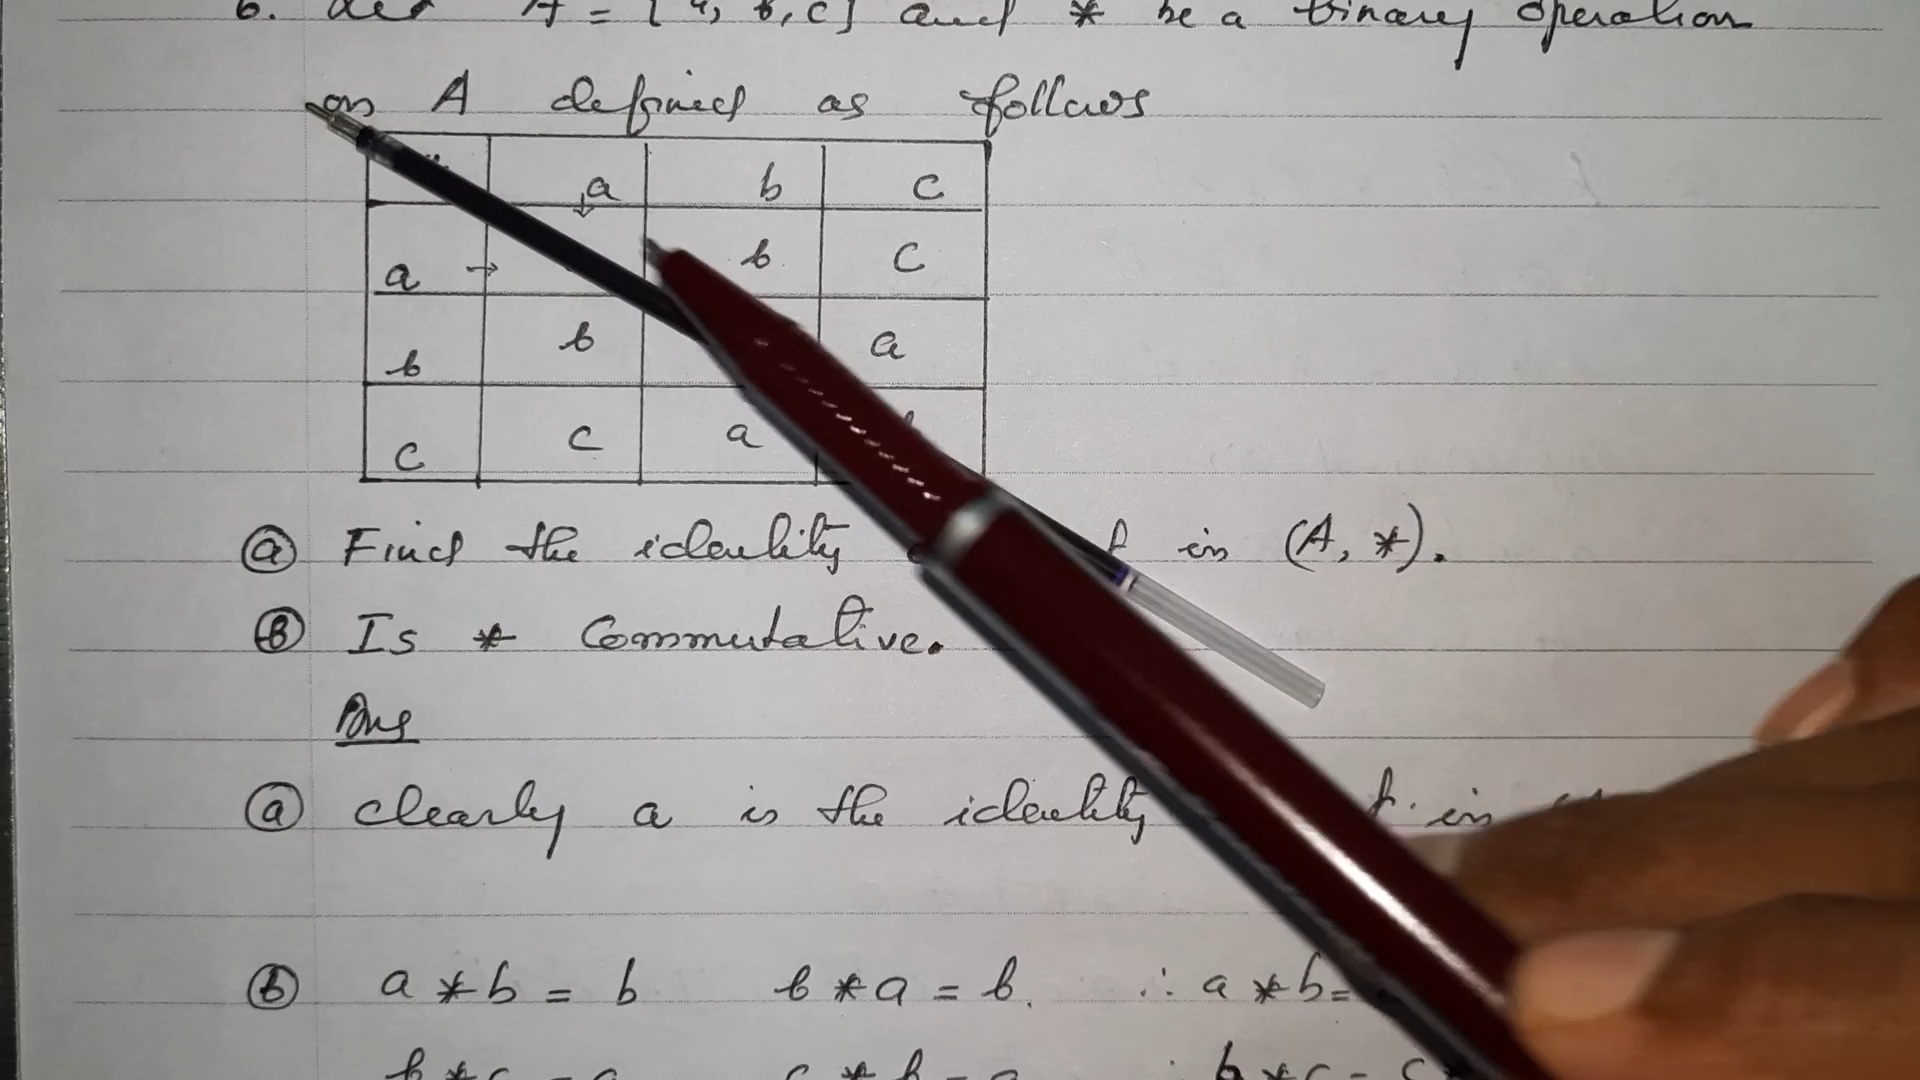 6. Let A = {a, b, c} and * be a binary operation
on A defined as follows
a b c
a b c
b b a
c c a
ⓐ Find the identity in (A, *).
ⓑ Is * Commutative.
Ans
ⓐ Clearly a is the identity in
ⓑ a * b = b b * a = b. ∴ a * b =
b * c = a c * b = a ∴ b * c = c